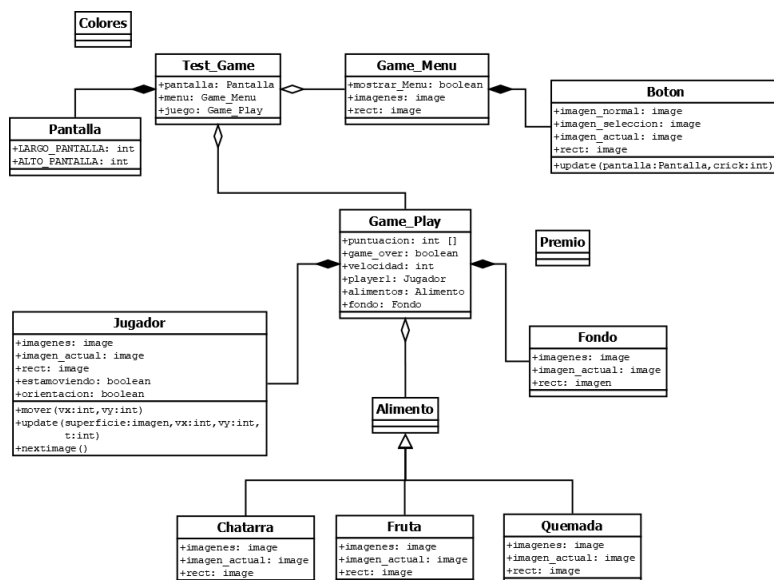 Colores
Test_Game
+pantalla: Pantalla
+menu: Game_Menu
+juego: Game_Play
Game_Menu
+mostrar_Menu: boolean
+imagenes: image
+rect: image
Boton
+imagen_normal: image
+imagen_seleccion: image
+imagen_actual: image
+rect: image
+update(pantalla:Pantalla,crick:int)
Pantalla
+LARGO_PANTALLA: int
+ALTO_PANTALLA: int
Game_Play
+puntuacion: int []
+game_over: boolean
+velocidad: int
+player1: Jugador
+alimentos: Alimento
+fondo: Fondo
Premio
Jugador
+imagenes: image
+imagen_actual: image
+rect: image
+estamoviendo: boolean
+orientacion: boolean
+mover(vx:int,vy:int)
+update(superficie:imagen,vx:int,vy:int,
t:int)
+nextimage()
Fondo
+imagenes: image
+imagen_actual: image
+rect: imagen
Alimento
Chatarra
+imagenes: image
+imagen_actual: image
+rect: image
Fruta
+imagenes: image
+imagen_actual: image
+rect: image
Quemada
+imagenes: image
+imagen_actual: image
+rect: image